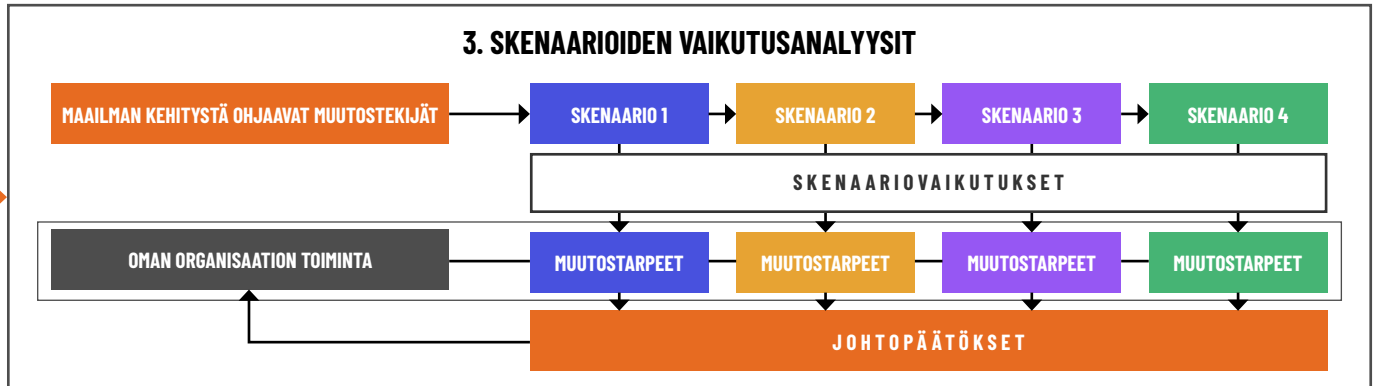 3. SKENAARIOIDEN VAIKUTUSANALYYSIT
MAAILMAN KEHITYSTÄ OHJAAVAT MUUTOSTEKIJÄT
SKENAARIO 1
SKENAARIO 2
SKENAARIO 3
SKENAARIO 4
SKENAARIOVAIKUTUKSET
OMAN ORGANISAATION TOIMINTA
MUUTOSTARPEET
MUUTOSTARPEET
MUUTOSTARPEET
MUUTOSTARPEET
JOHTOPÄÄTÖKSET